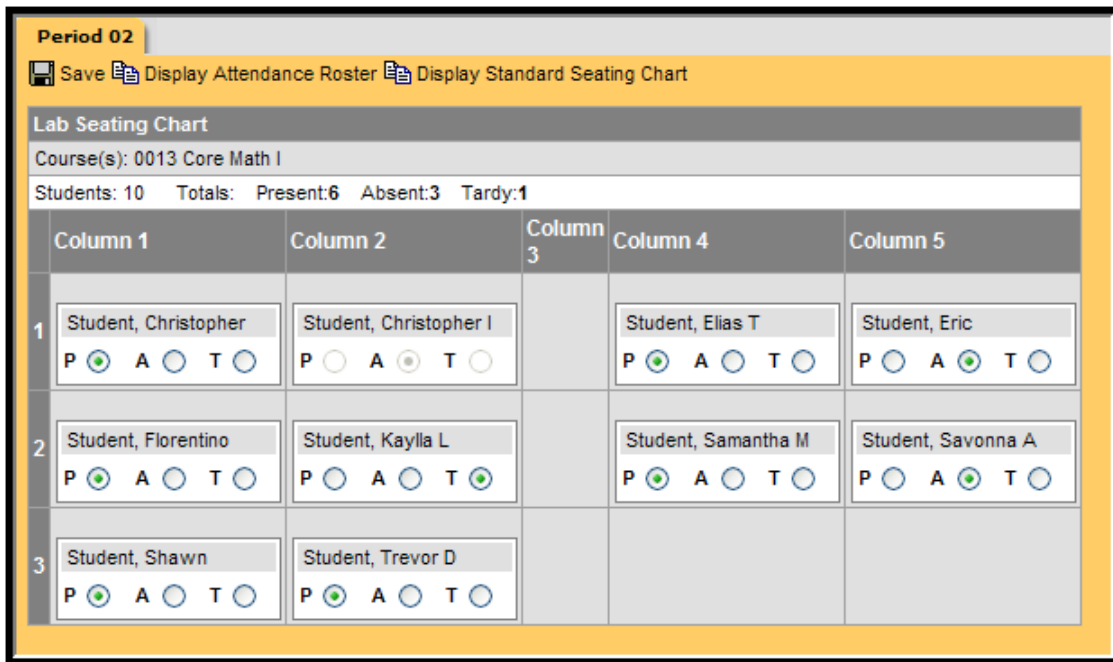 Period 02
Save Display Attendance Roster Display Standard Seating Chart
Lab Seating Chart
Course(s): 0013 Core Math I
Students: 10 Totals: Present:6 Absent:3 Tardy:1
Column 1 Column 2 Column 3 Column 4 Column 5
1
Student, Christopher Student, Christopher I Student, Elias T Student, Eric
P A T P A T P A T P A T
2
Student, Florentino Student, Kaylla L Student, Samantha M Student, Savonna A
P A T P A T P A T P A T
3
Student, Shawn Student, Trevor D
P A T P A T